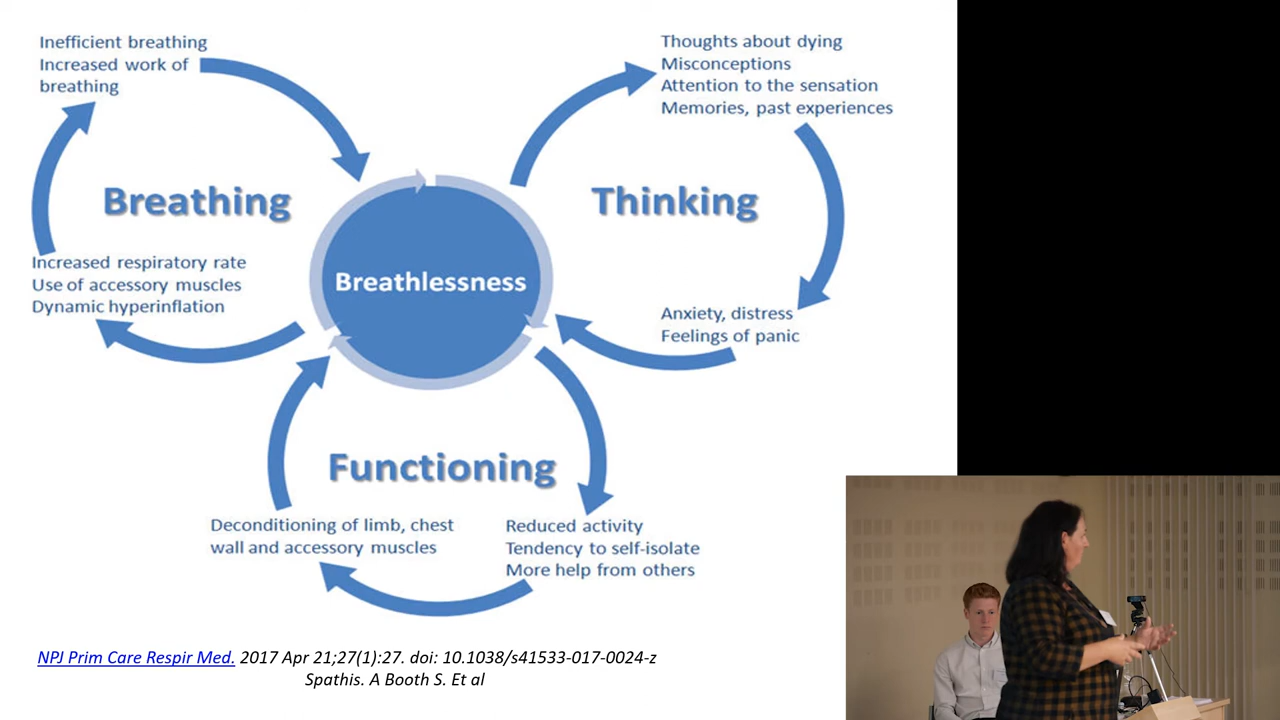 Inefficient breathing
Increased work of
breathing
Thoughts about dying
Misconceptions
Attention to the sensation
Memories, past experiences
Breathing
Thinking
Increased respiratory rate
Use of accessory muscles
Dynamic hyperinflation
Breathlessness
Anxiety, distress
Feelings of panic
Functioning
Deconditioning of limb, chest
wall and accessory muscles
Reduced activity
Tendency to self-isolate
More help from others
NPJ Prim Care Respir Med. 2017 Apr 21;27(1):27. doi: 10.1038/s41533-017-0024-z
Spathis. A Booth S. Et al